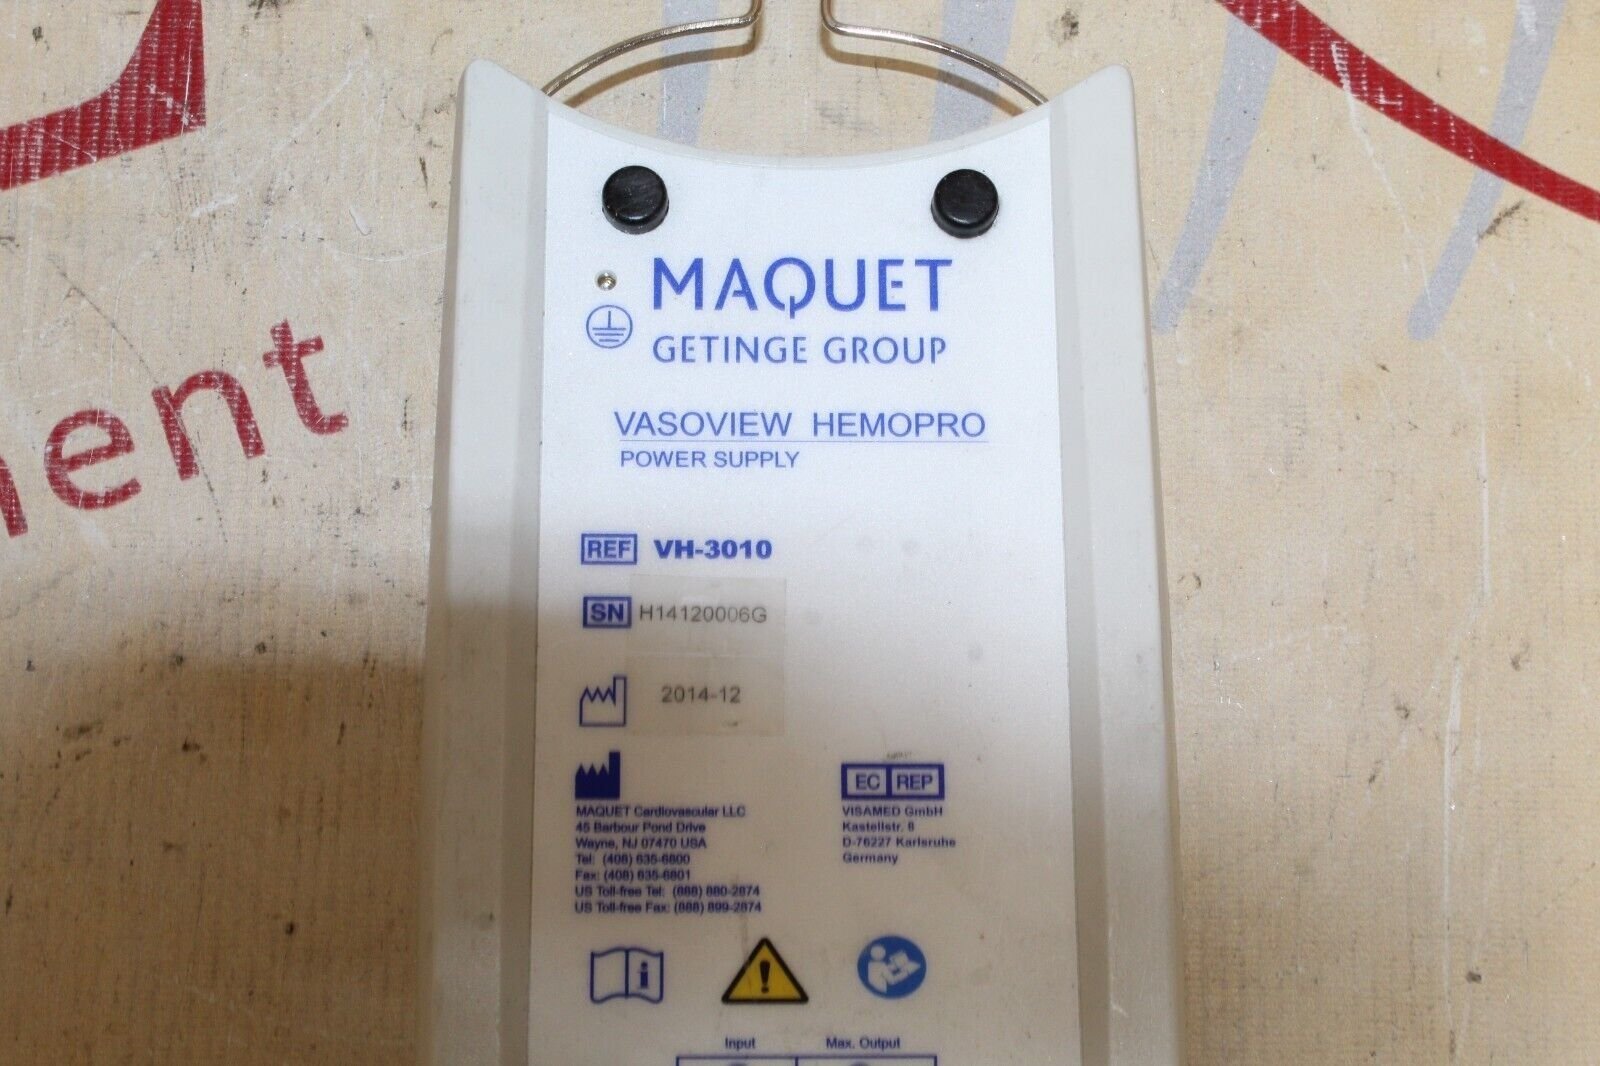 ment
MAQUET
GETINGE GROUP
VASOVIEW HEMOPRO
POWER SUPPLY
REF VH-3010
SN H14120006G
2014-12
MAQUET Cardiovascular LLC
45 Barbour Pond Drive
Wayne, NJ 07470 USA
Tel: (408) 635-6800
Fax: (408) 635-6801
US Toll-free Tel: (888) 880-2874
US Toll-free Fax: (888) 899-2874
EC REP
VISAMED GmbH
Kastellstr. 8
D-76227 Karlsruhe
Germany
i
Input Max. Output